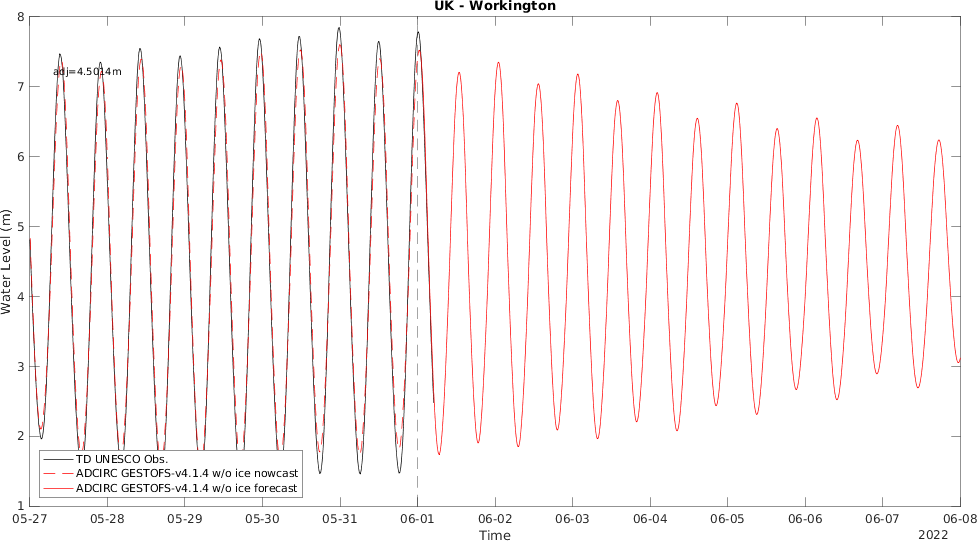 UK - Workington
8
7
6
5
4
3
2
1
Water Level (m)
adj=4.5014m
TD UNESCO Obs.
ADCIRC GESTOFS-v4.1.4 w/o ice nowcast
ADCIRC GESTOFS-v4.1.4 w/o ice forecast
05-27 05-28 05-29 05-30 05-31 06-01 06-02 06-03 06-04 06-05 06-06 06-07 06-08
Time
2022